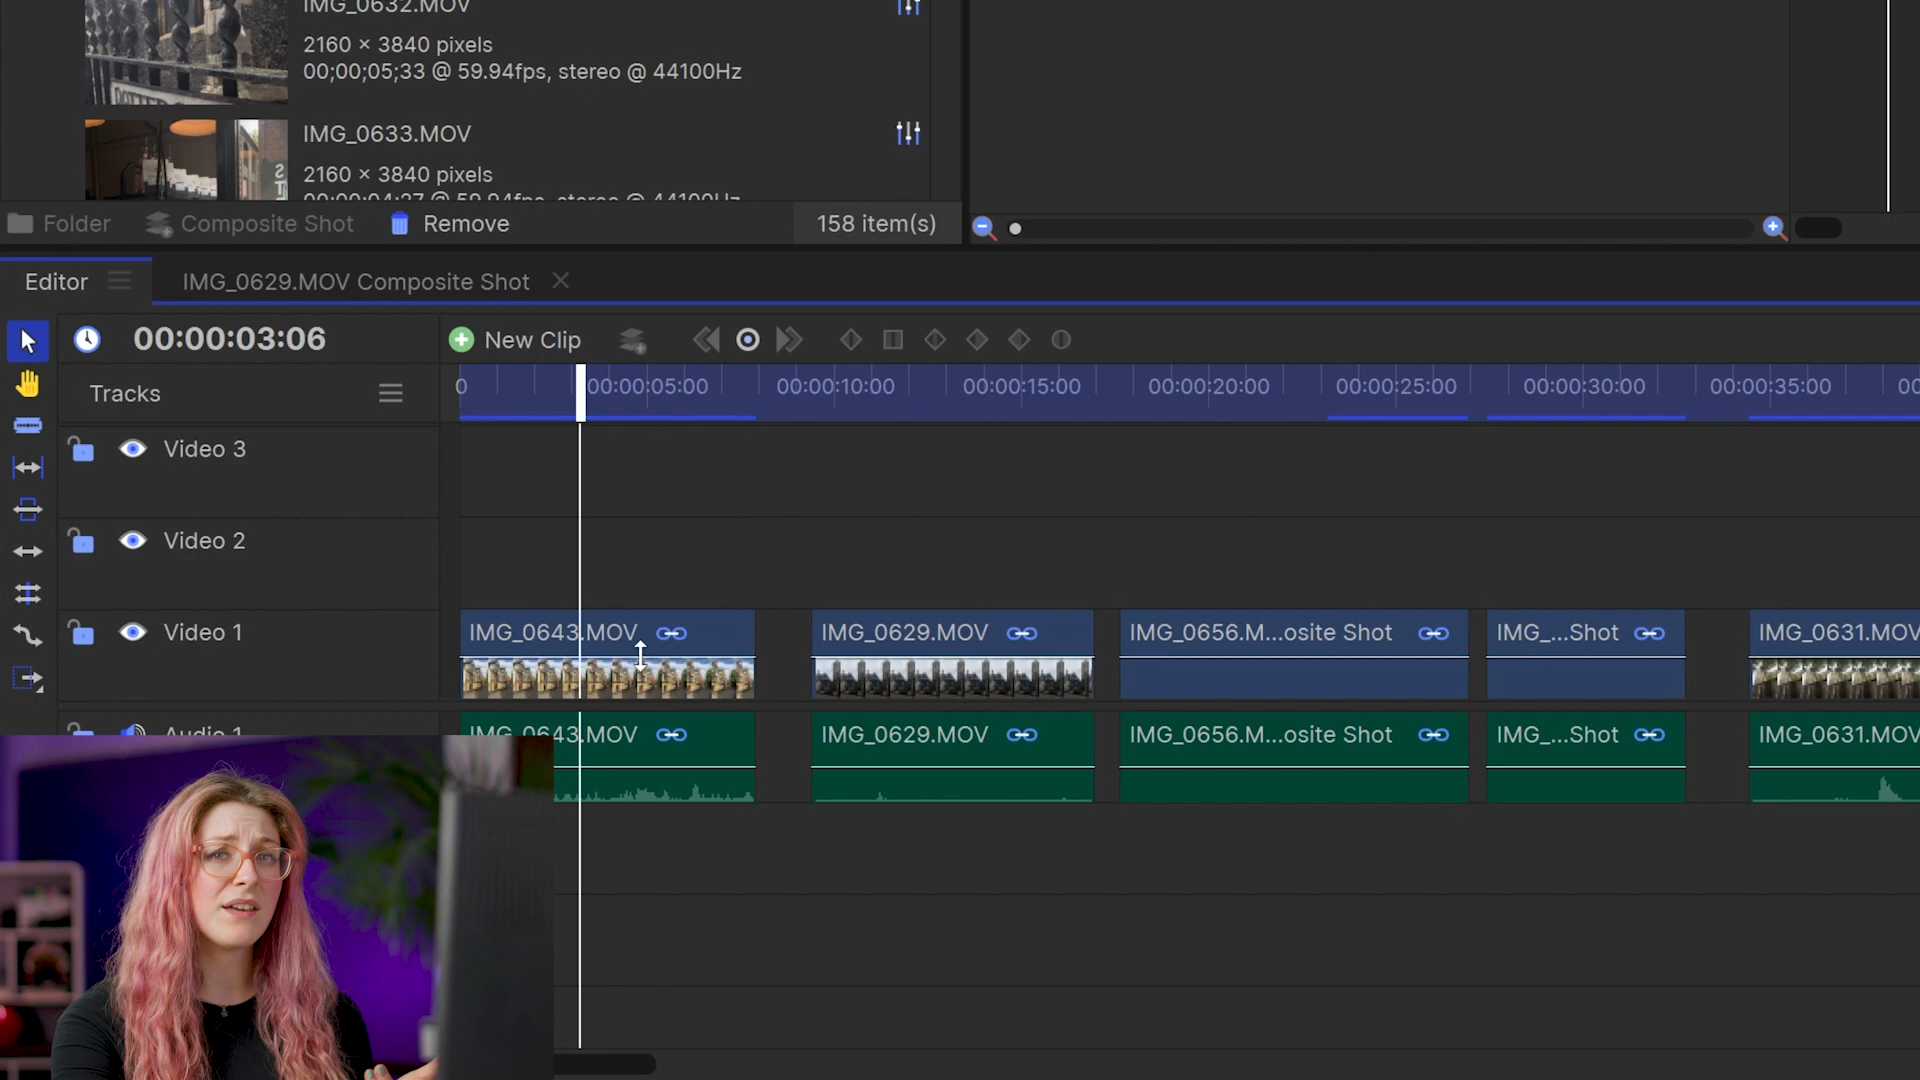 IMG_0632.MOV
2160 × 3840 pixels
00;00;05;33 @ 59.94fps, stereo @ 44100Hz
IMG_0633.MOV
2160 × 3840 pixels
00;00;04;27 @ 59.94fps, stereo @ 44100Hz
Folder
Composite Shot
Remove
158 item(s)
Editor
IMG_0629.MOV Composite Shot
00:00:03:06
New Clip
Tracks
0
00:00:05:00
00:00:10:00
00:00:15:00
00:00:20:00
00:00:25:00
00:00:30:00
00:00:35:00
00
Video 3
Video 2
Video 1
IMG_0643.MOV
IMG_0629.MOV
IMG_0656.M...osite Shot
IMG_...Shot
IMG_0631.MOV
Audio 1
IMG_0643.MOV
IMG_0629.MOV
IMG_0656.M...osite Shot
IMG_...Shot
IMG_0631.MOV